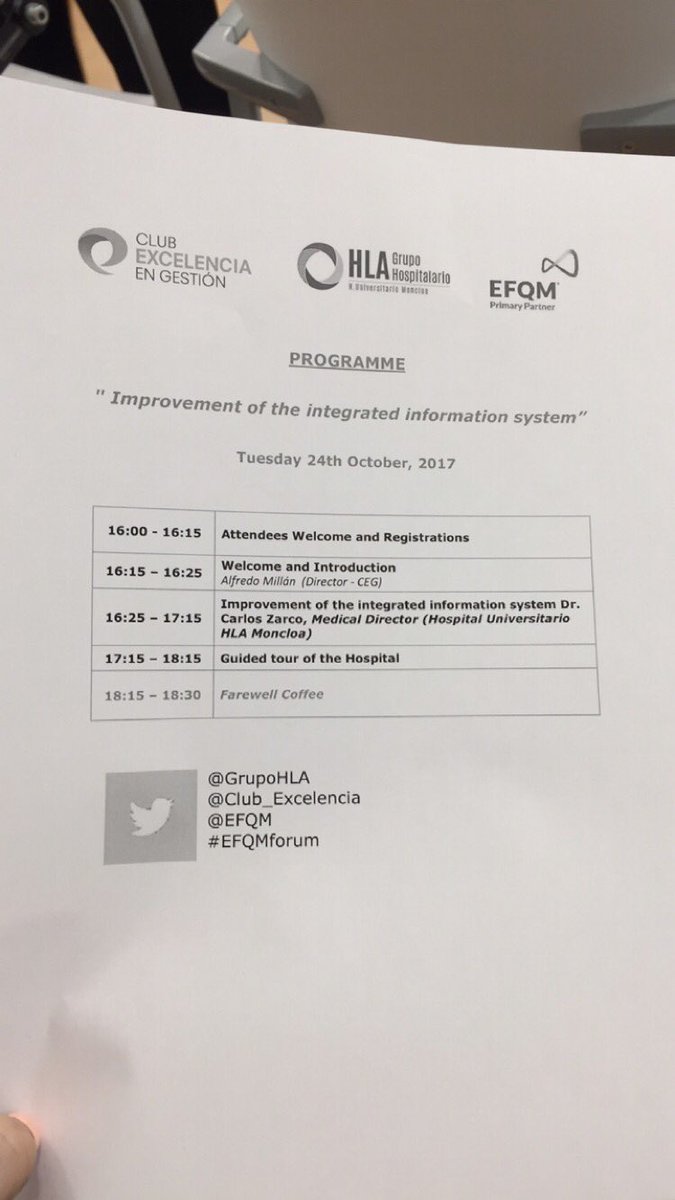 CLUB
EXCELENCIA
EN GESTIÓN
HLA Grupo Hospitalario
H. Universitario Moncloa
EFQM
Primary Partner
PROGRAMME
" Improvement of the integrated information system”
Tuesday 24th October, 2017
16:00 - 16:15 Attendees Welcome and Registrations
16:15 – 16:25 Welcome and Introduction
Alfredo Millán (Director - CEG)
16:25 – 17:15 Improvement of the integrated information system Dr.
Carlos Zarco, Medical Director (Hospital Universitario
HLA Moncloa)
17:15 – 18:15 Guided tour of the Hospital
18:15 – 18:30 Farewell Coffee
@GrupoHLA
@Club_Excelencia
@EFQM
#EFQMforum